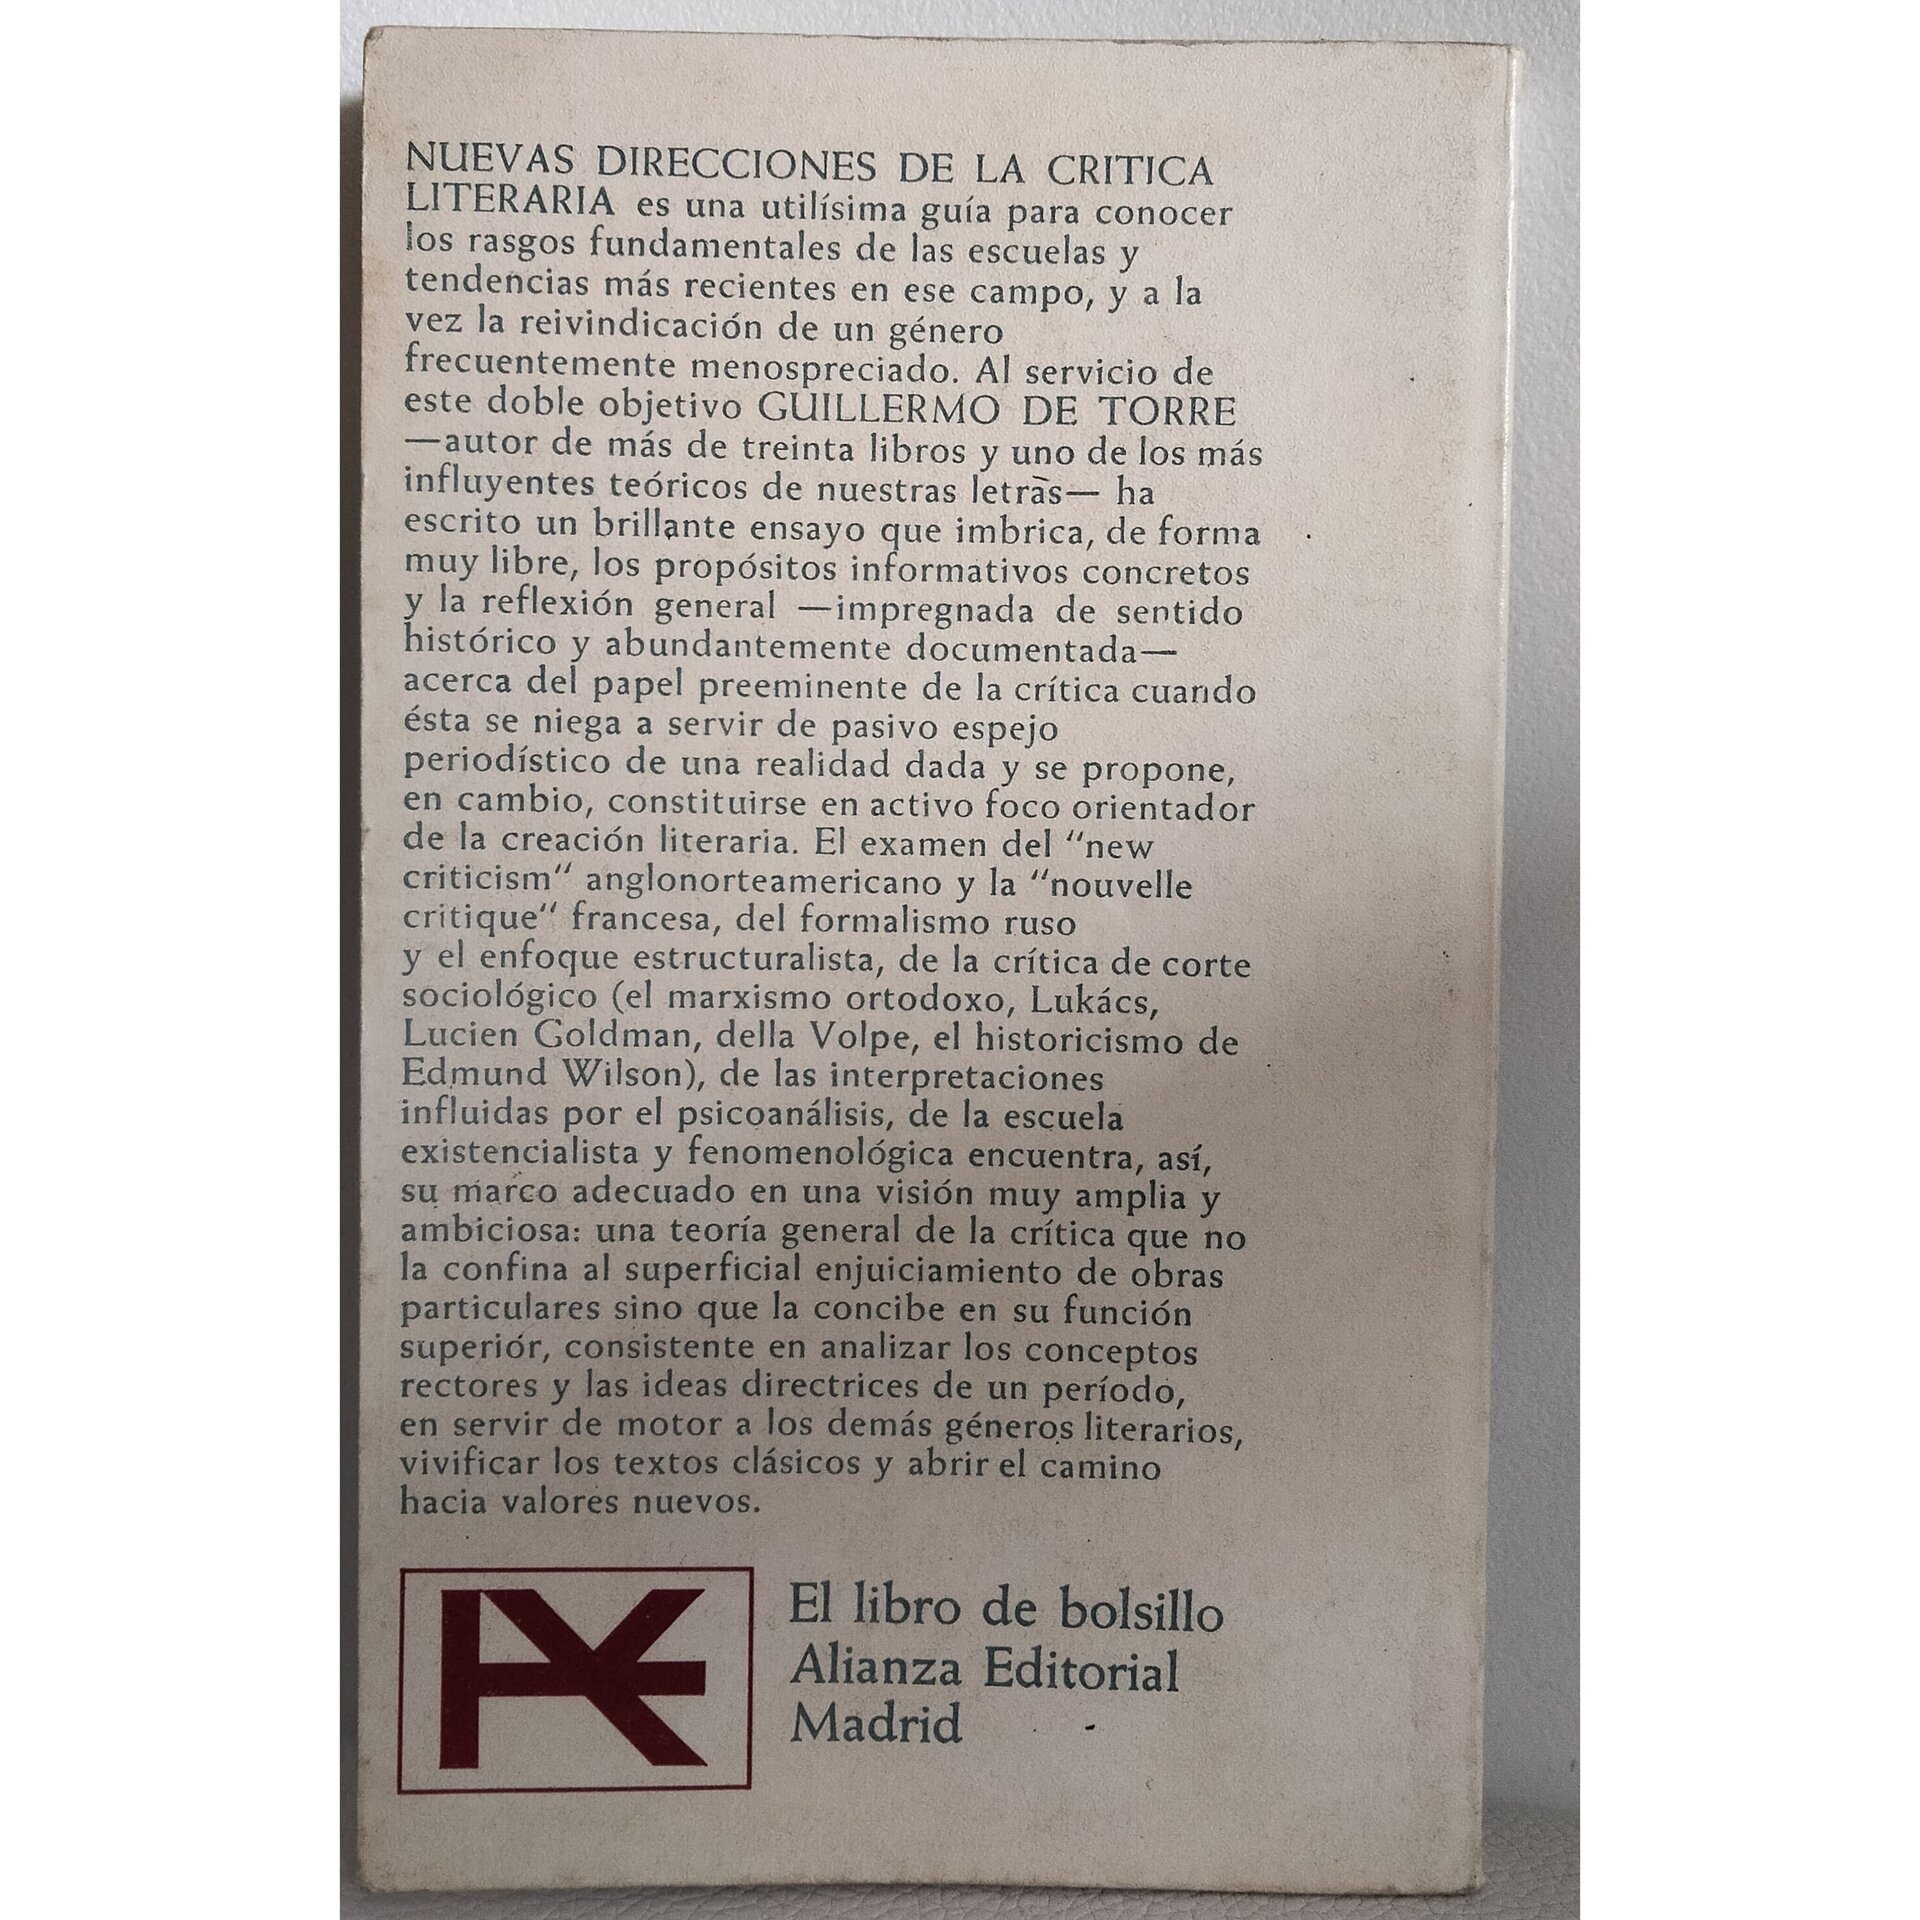 NUEVAS DIRECCIONES DE LA CRITICA
LITERARIA es una utilísima guía para conocer
los rasgos fundamentales de las escuelas y
tendencias más recientes en ese campo, y a la
vez la reivindicación de un género
frecuentemente menospreciado. Al servicio de
este doble objetivo GUILLERMO DE TORRE
—autor de más de treinta libros y uno de los más
influyentes teóricos de nuestras letras— ha
escrito un brillante ensayo que imbrica, de forma
muy libre, los propósitos informativos concretos
y la reflexión general —impregnada de sentido
histórico y abundantemente documentada—
acerca del papel preeminente de la crítica cuando
ésta se niega a servir de pasivo espejo
periodístico de una realidad dada y se propone,
en cambio, constituirse en activo foco orientador
de la creación literaria. El examen del "new
criticism" anglonorteamericano y la "nouvelle
critique" francesa, del formalismo ruso
y el enfoque estructuralista, de la crítica de corte
sociológico (el marxismo ortodoxo, Lukács,
Lucien Goldman, della Volpe, el historicismo de
Edmund Wilson), de las interpretaciones
influidas por el psicoanálisis, de la escuela
existencialista y fenomenológica encuentra, así,
su marco adecuado en una visión muy amplia y
ambiciosa: una teoría general de la crítica que no
la confina al superficial enjuiciamiento de obras
particulares sino que la concibe en su función
superiór, consistente en analizar los conceptos
rectores y las ideas directrices de un período,
en servir de motor a los demás géneros literarios,
vivificar los textos clásicos y abrir el camino
hacia valores nuevos.
El libro de bolsillo
Alianza Editorial
Madrid